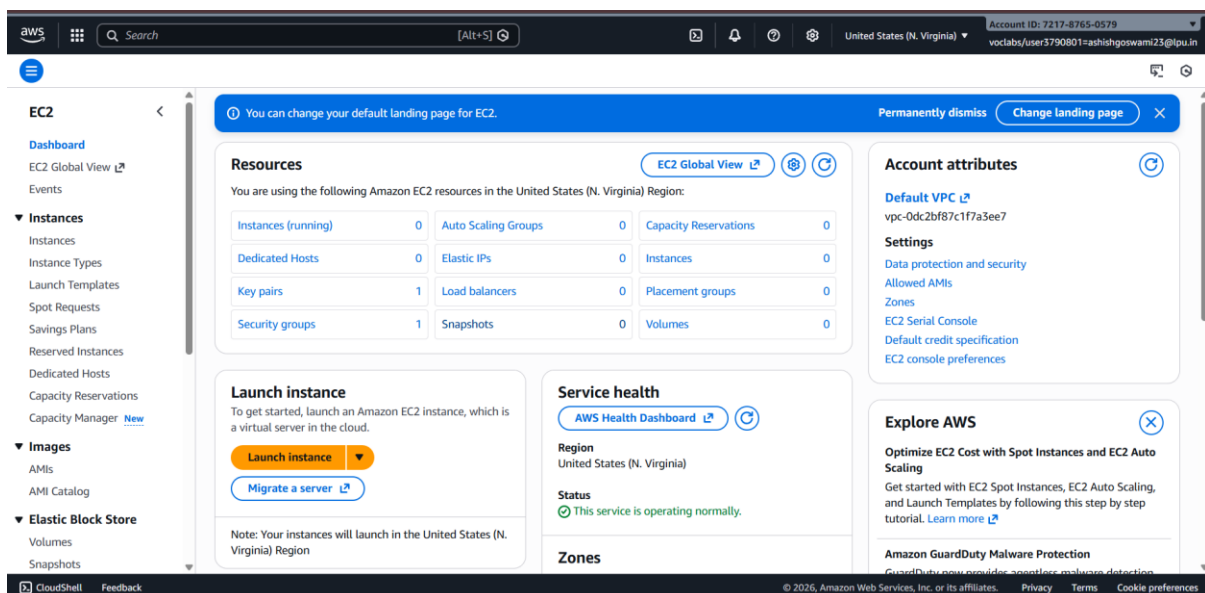 aws
Search [Alt+S]
United States (N. Virginia) ▼
Account ID: 7217-8765-0579 ▼
voclabs/user3790801=ashishgoswami23@lpu.in
EC2
Dashboard
EC2 Global View
Events
▼ Instances
Instances
Instance Types
Launch Templates
Spot Requests
Savings Plans
Reserved Instances
Dedicated Hosts
Capacity Reservations
Capacity Manager New
▼ Images
AMIs
AMI Catalog
▼ Elastic Block Store
Volumes
Snapshots
You can change your default landing page for EC2.
Permanently dismiss Change landing page
Resources
EC2 Global View
You are using the following Amazon EC2 resources in the United States (N. Virginia) Region:
Instances (running) 0 Auto Scaling Groups 0 Capacity Reservations 0
Dedicated Hosts 0 Elastic IPs 0 Instances 0
Key pairs 1 Load balancers 0 Placement groups 0
Security groups 1 Snapshots 0 Volumes 0
Launch instance
To get started, launch an Amazon EC2 instance, which is
a virtual server in the cloud.
Launch instance ▼
Migrate a server
Note: Your instances will launch in the United States (N.
Virginia) Region
Service health
AWS Health Dashboard
Region
United States (N. Virginia)
Status
This service is operating normally.
Zones
Account attributes
Default VPC
vpc-0dc2bf87c1f7a3ee7
Settings
Data protection and security
Allowed AMIs
Zones
EC2 Serial Console
Default credit specification
EC2 console preferences
Explore AWS
Optimize EC2 Cost with Spot Instances and EC2 Auto
Scaling
Get started with EC2 Spot Instances, EC2 Auto Scaling,
and Launch Templates by following this step by step
tutorial. Learn more
Amazon GuardDuty Malware Protection
GuardDuty now provides agentless malware detection
CloudShell Feedback
© 2026, Amazon Web Services, Inc. or its affiliates. Privacy Terms Cookie preferences